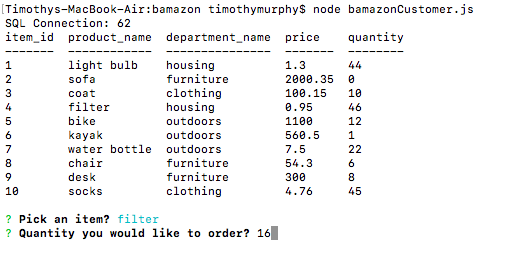 [Timothys-MacBook-Air:bamazon timothymurphy$ node bamazonCustomer.js
SQL Connection: 62
item_id  product_name  department_name  price    quantity
-------  ------------  ---------------  -------  --------
1        light bulb    housing          1.3      44
2        sofa          furniture        2000.35  0
3        coat          clothing         100.15   10
4        filter        housing          0.95     46
5        bike          outdoors         1100     12
6        kayak         outdoors         560.5    1
7        water bottle  outdoors         7.5      22
8        chair         furniture        54.3     6
9        desk          furniture        300      8
10       socks         clothing         4.76     45
? Pick an item? filter
? Quantity you would like to order? 16